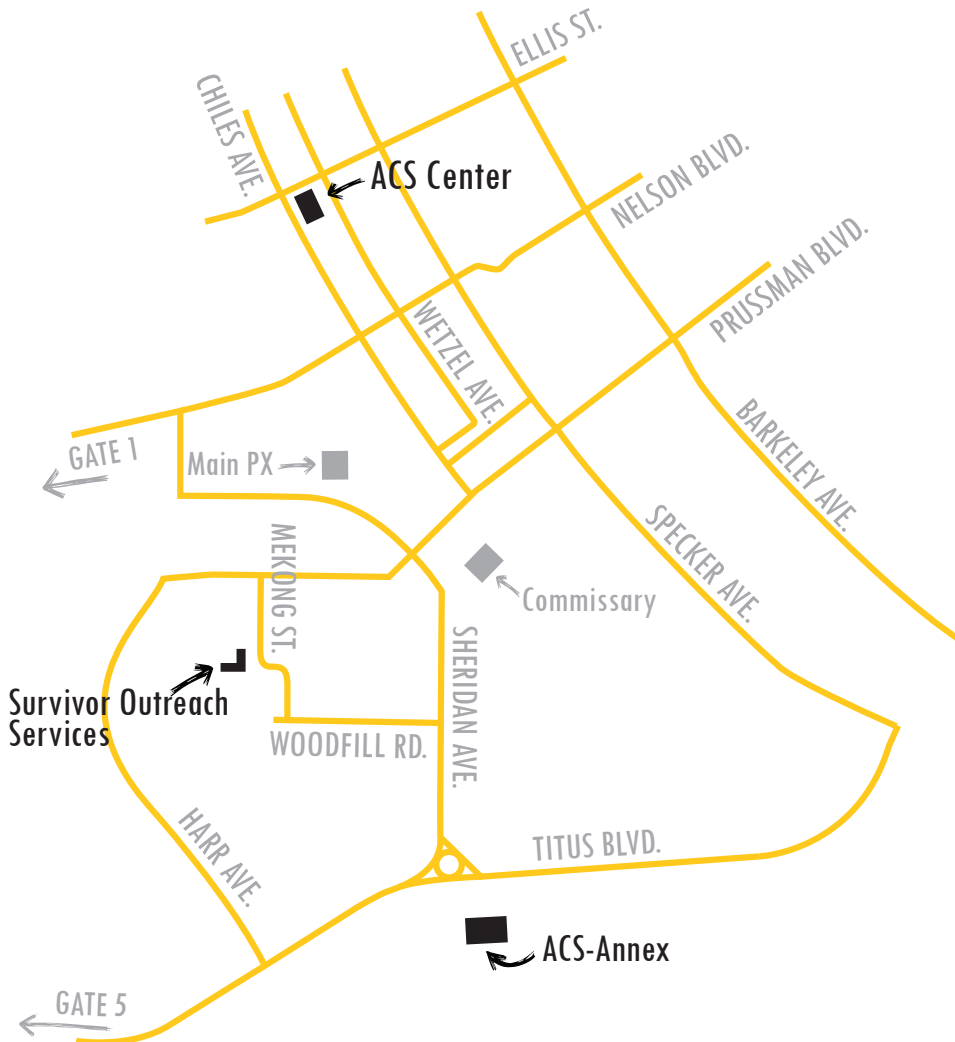 ELLIS ST.
CHILES AVE.
ACS Center
NELSON BLVD.
PRUSSMAN BLVD.
WETZEL AVE.
GATE 1
Main PX
BARKELEY AVE.
MEKONG ST.
SPECKER AVE.
Commissary
SHERIDAN AVE.
Survivor Outreach
Services
WOODFILL RD.
HARR AVE.
TITUS BLVD.
ACS-Annex
GATE 5